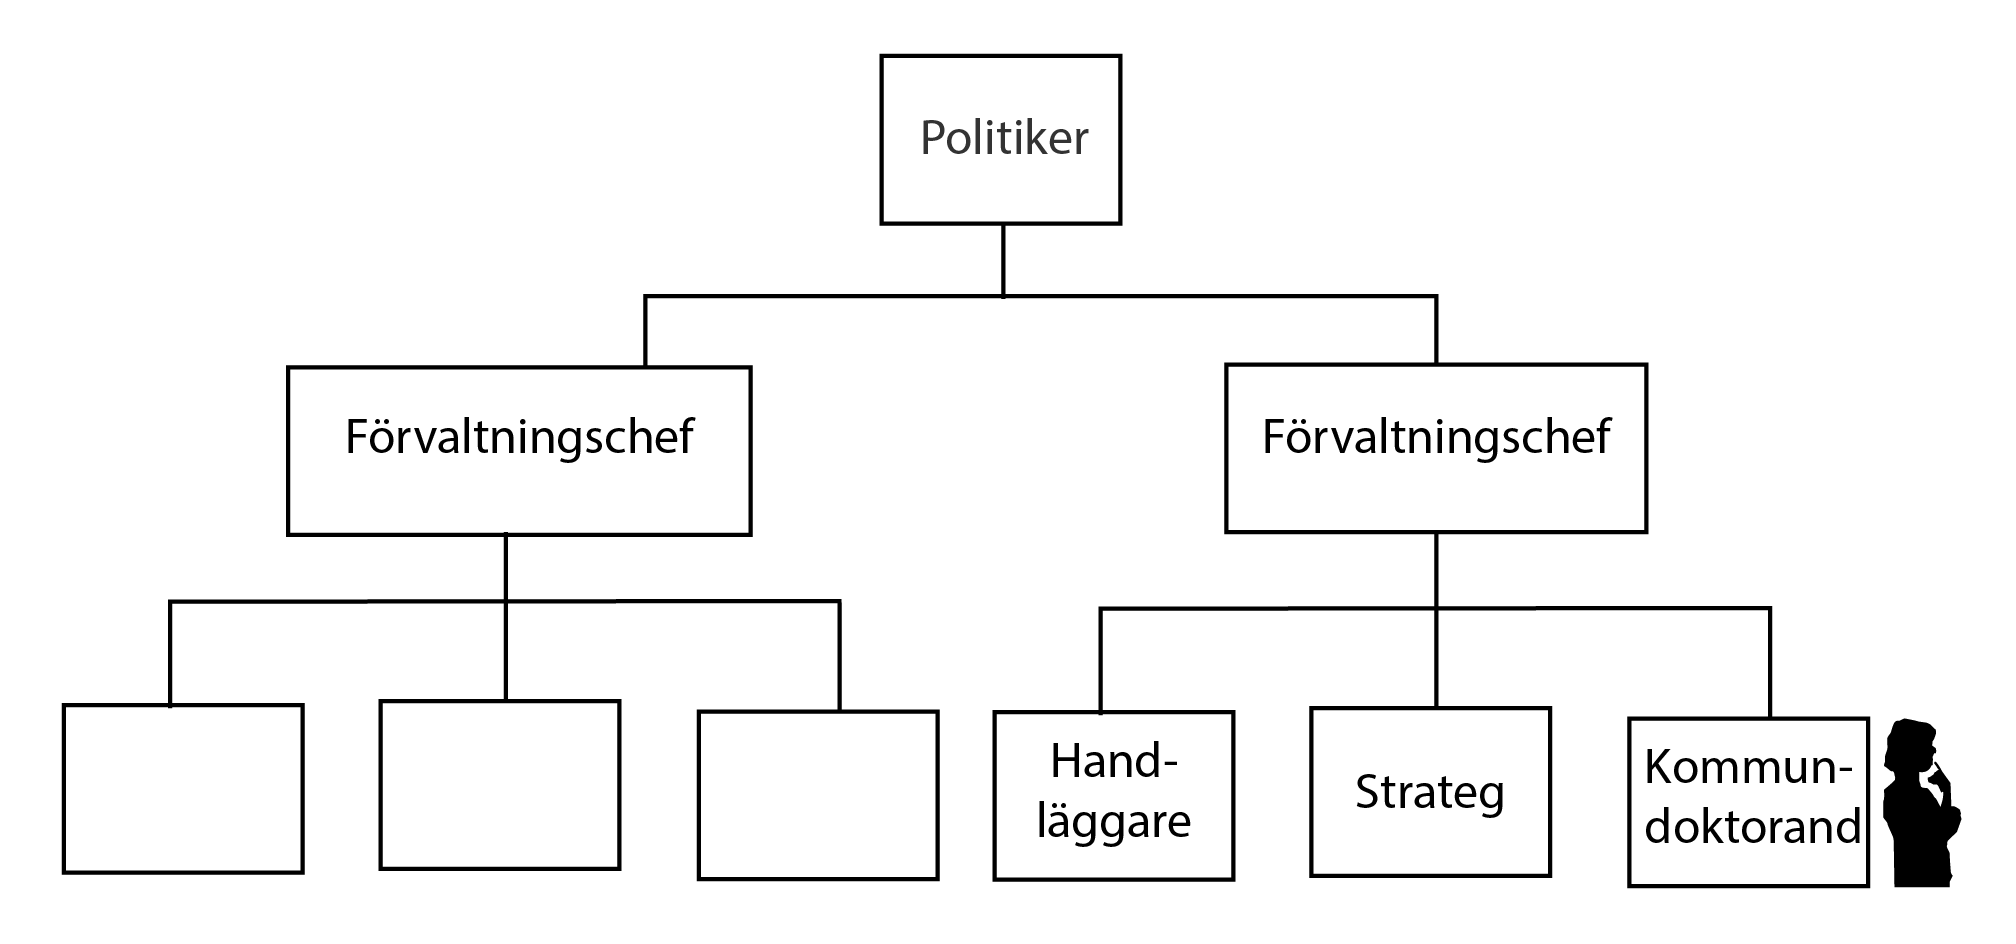 Politiker
Förvaltningschef
Förvaltningschef
Hand-
läggare
Strateg
Kommun-
doktorand